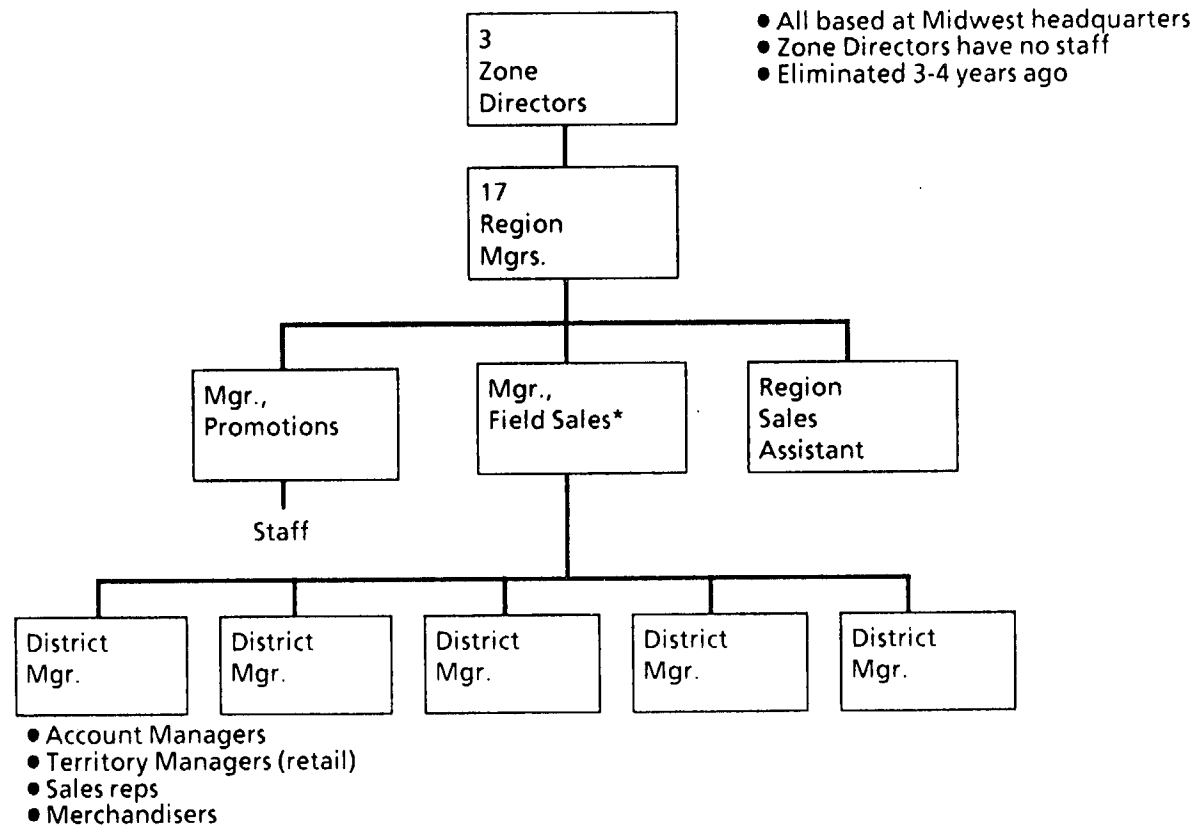 3
Zone
Directors
● All based at Midwest headquarters
● Zone Directors have no staff
● Eliminated 3-4 years ago
17
Region
Mgrs.
Mgr.,
Promotions
Mgr.,
Field Sales*
Region
Sales
Assistant
Staff
District
Mgr.
District
Mgr.
District
Mgr.
District
Mgr.
District
Mgr.
● Account Managers
● Territory Managers (retail)
● Sales reps
● Merchandisers